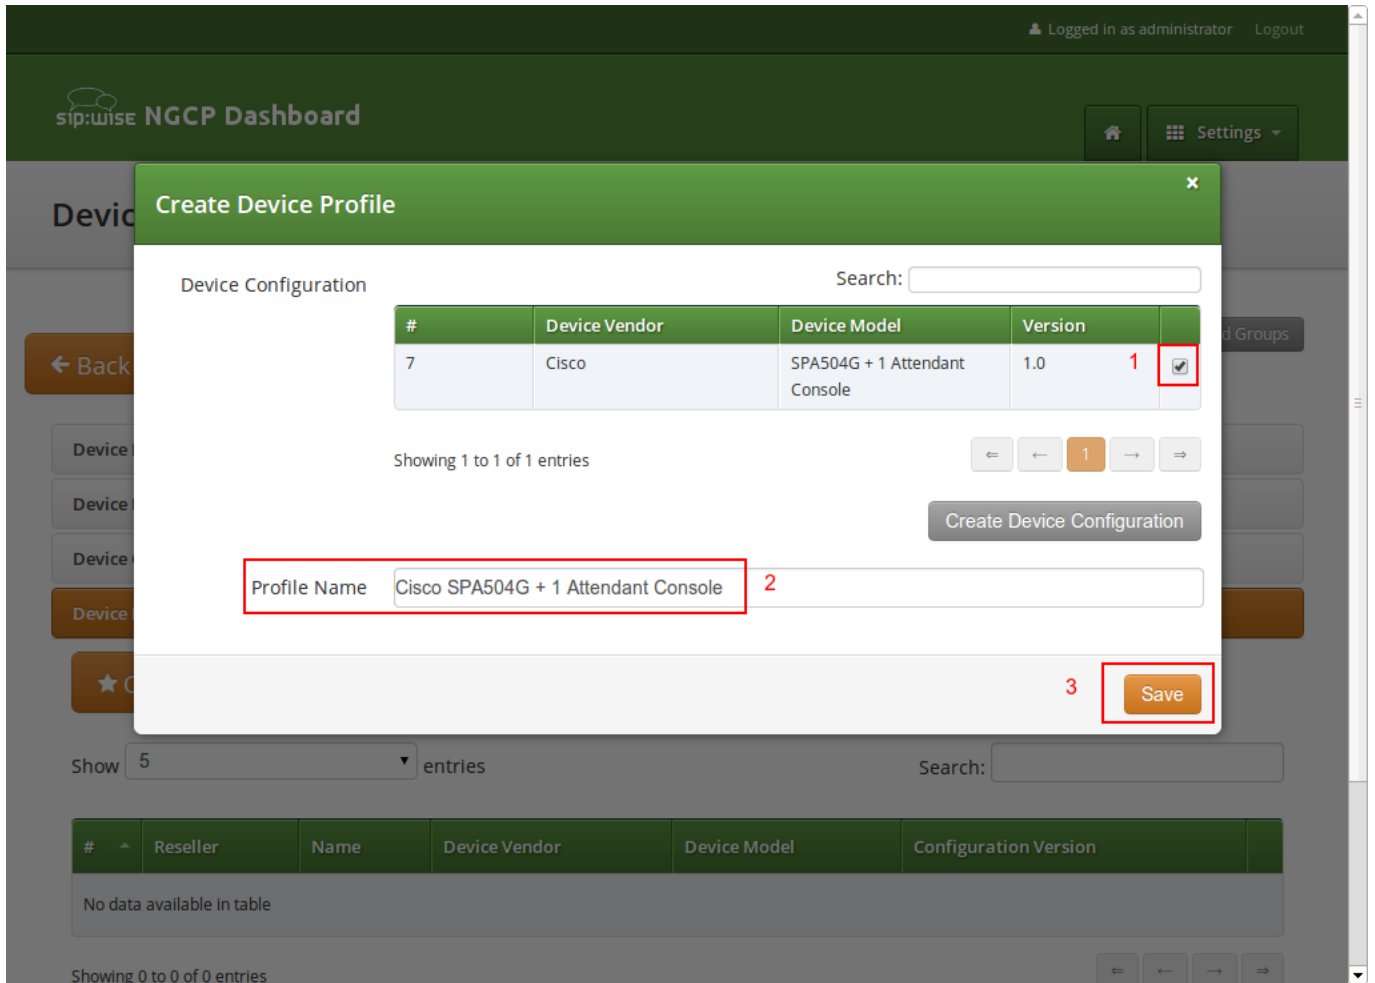 Logged in as administrator Logout
sip:wise NGCP Dashboard
Settings
Devic
Create Device Profile
×
Device Configuration
Search:
# Device Vendor Device Model Version
d Groups
7 Cisco SPA504G + 1 Attendant Console 1.0 1
Back
Device
Showing 1 to 1 of 1 entries
⇐ ← 1 → ⇒
Device
Create Device Configuration
Device
Profile Name Cisco SPA504G + 1 Attendant Console 2
Device
3 Save
Show 5 entries
Search:
# Reseller Name Device Vendor Device Model Configuration Version
No data available in table
Showing 0 to 0 of 0 entries
⇐ ← → ⇒